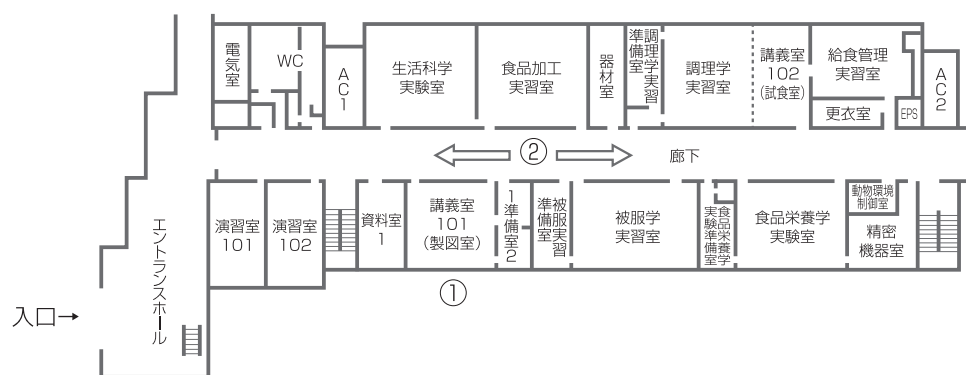 電気室
WC
AC1
生活科学
実験室
食品加工
実習室
器材室
調理学実習
準備室
調理学
実習室
講義室
102
(試食室)
給食管理
実習室
更衣室
EPS
AC2
②
廊下
演習室
101
演習室
102
資料室
1
講義室
101
(製図室)
準備室2
1
被服実習
準備室
被服学
実習室
食品栄養学
実験準備室
食品栄養学
実験室
動物環境
制御室
精密
機器室
エントランスホール
入口→
①